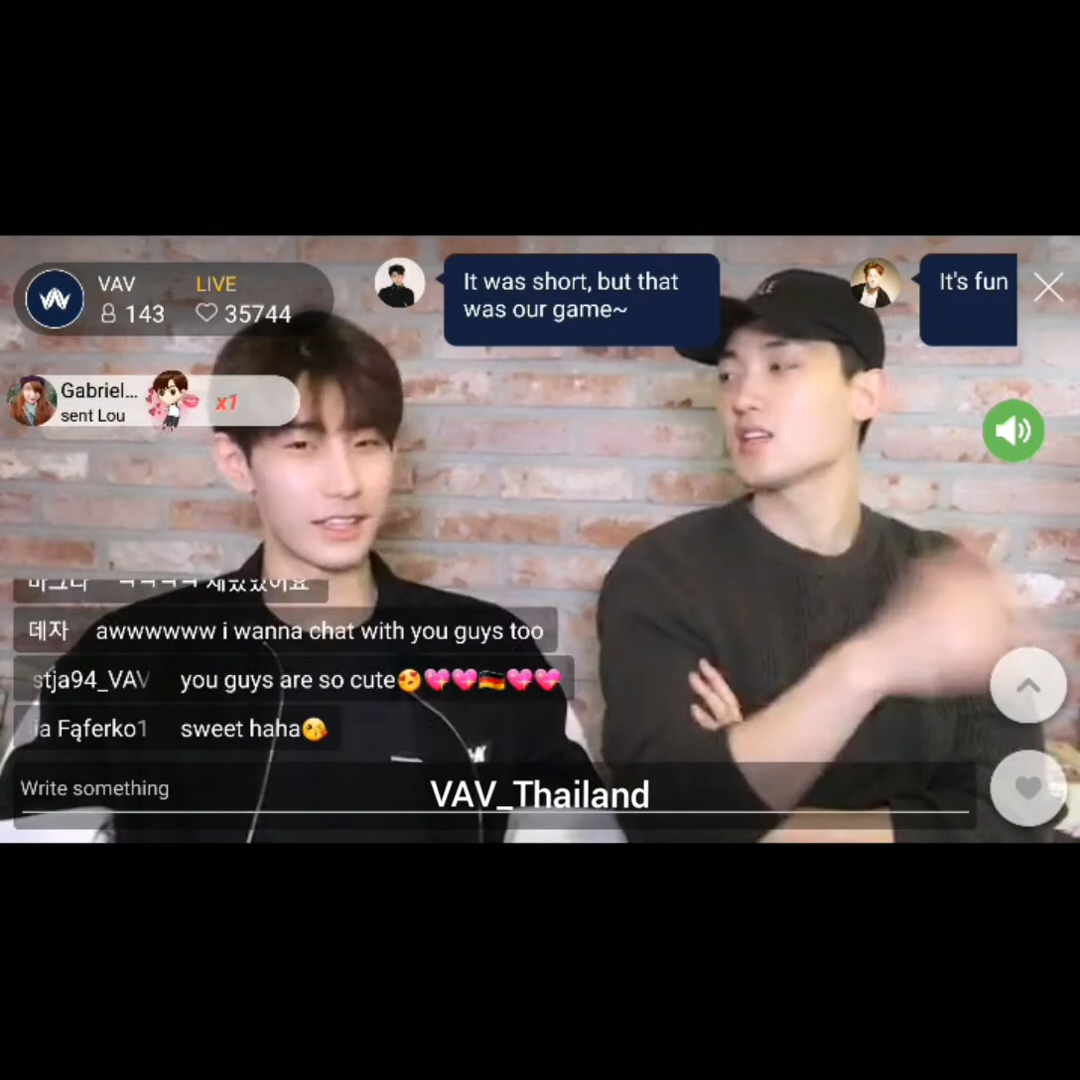 VAV LIVE
143 35744
It was short, but that
was our game~
It's fun
Gabriel...
sent Lou
x1
데자 awwwwww i wanna chat with you guys too
stja94_VAV you guys are so cute😍💖💖🇩🇪💖💖
ia Fąferko1 sweet haha😘
Write something
VAV_Thailand